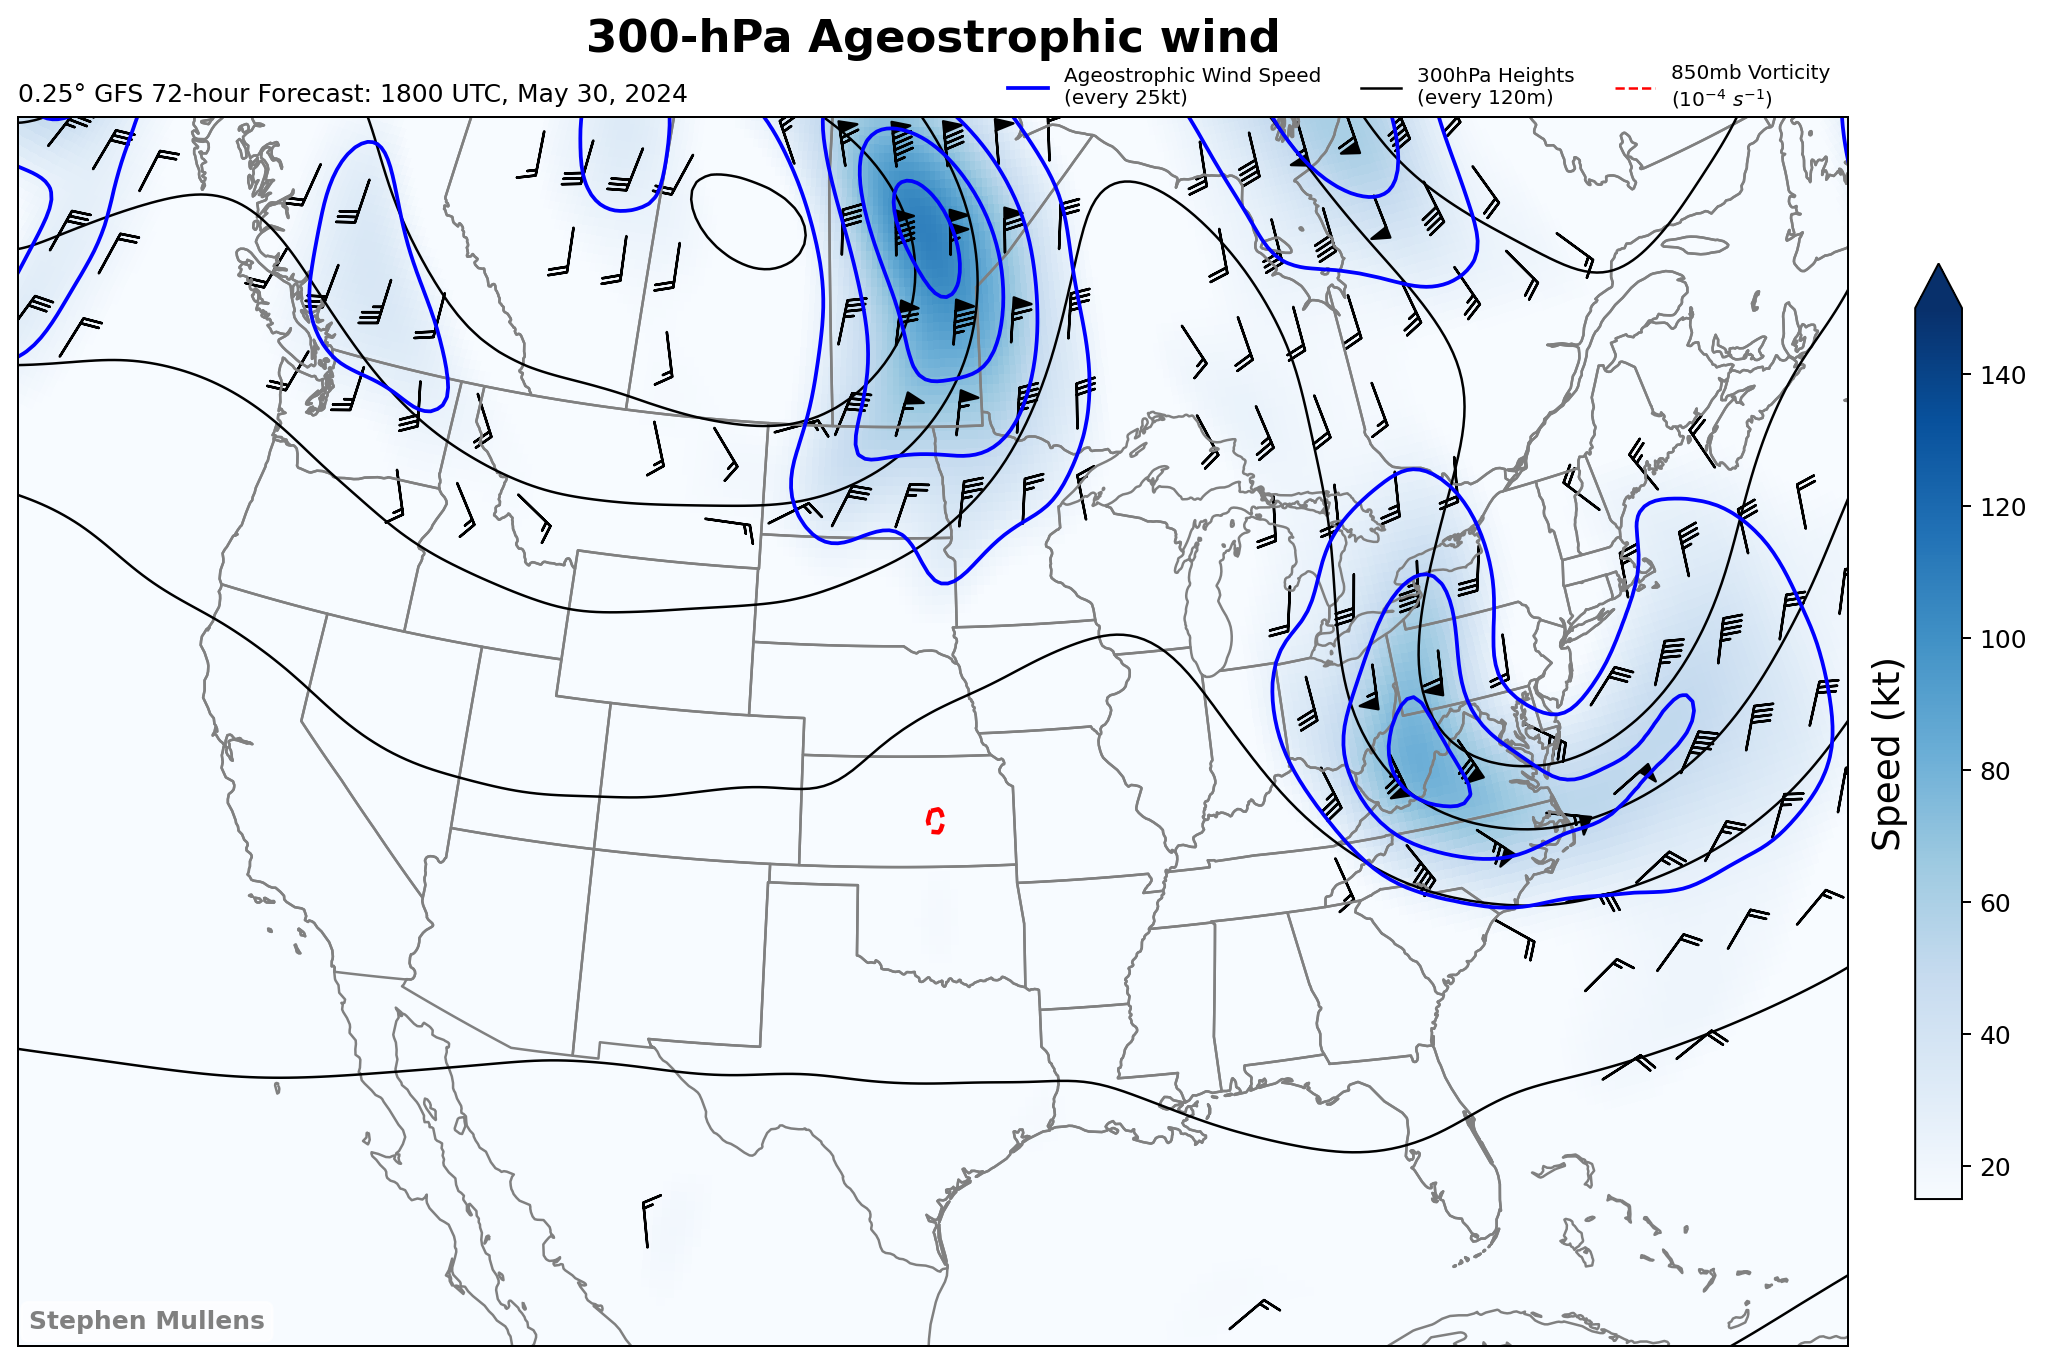 300-hPa Ageostrophic wind
0.25° GFS 72-hour Forecast: 1800 UTC, May 30, 2024
Ageostrophic Wind Speed
(every 25kt)
300hPa Heights
(every 120m)
850mb Vorticity
(10⁻⁴ s⁻¹)
140
120
100
80
60
40
20
Speed (kt)
Stephen Mullens